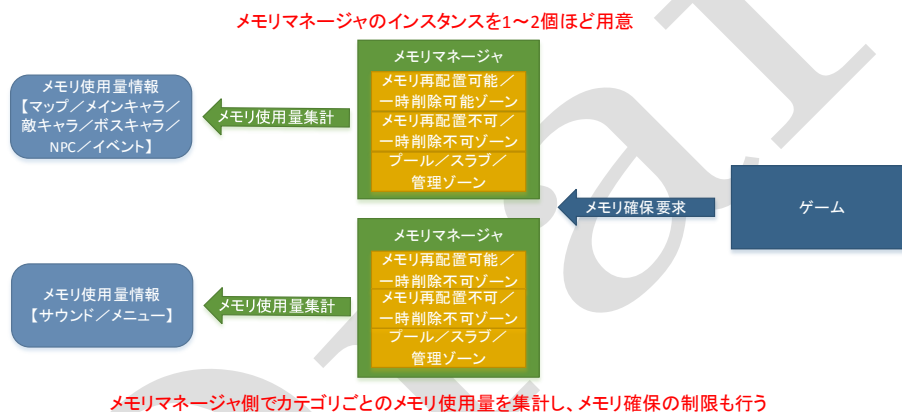 メモリマネージャのインスタンスを1～2個ほど用意
メモリマネージャ
メモリ再配置可能／
一時削除可能ゾーン
メモリ再配置不可／
一時削除不可ゾーン
プール／スラブ／
管理ゾーン
メモリ使用量情報
【マップ／メインキャラ／
敵キャラ／ボスキャラ／
NPC／イベント】
メモリ使用量集計
メモリ確保要求
ゲーム
メモリマネージャ
メモリ再配置可能／
一時削除不可ゾーン
メモリ再配置不可／
一時削除不可ゾーン
プール／スラブ／
管理ゾーン
メモリ使用量集計
メモリ使用量情報
【サウンド／メニュー】
メモリマネージャ側でカテゴリごとのメモリ使用量を集計し、メモリ確保の制限も行う